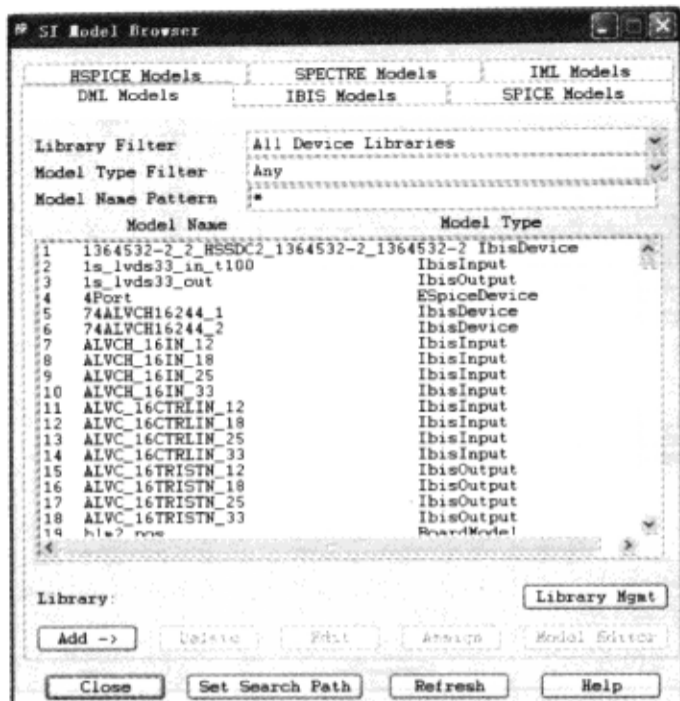 SI Model Browser
HSPICE Models SPECTRE Models IML Models
DML Models IBIS Models SPICE Models
Library Filter All Device Libraries
Model Type Filter Any
Model Name Pattern *
Model Name Model Type
1 1364532-2_2_HSSDC2_1364532-2_1364532-2 IbisDevice
2 1s_lvds33_in_t100 IbisInput
3 1s_lvds33_out IbisOutput
4 4Port ESpiceDevice
5 74ALVCH16244_1 IbisDevice
6 74ALVCH16244_2 IbisDevice
7 ALVCH_16IN_12 IbisInput
8 ALVCH_16IN_18 IbisInput
9 ALVCH_16IN_25 IbisInput
10 ALVCH_16IN_33 IbisInput
11 ALVC_16CTRLIN_12 IbisInput
12 ALVC_16CTRLIN_18 IbisInput
13 ALVC_16CTRLIN_25 IbisInput
14 ALVC_16CTRLIN_33 IbisInput
15 ALVC_16TRISTN_12 IbisOutput
16 ALVC_16TRISTN_18 IbisOutput
17 ALVC_16TRISTN_25 IbisOutput
18 ALVC_16TRISTN_33 IbisOutput
19 BoardModel
Library: Library Mgmt
Add -> Delete Edit Assign Model Editor
Close Set Search Path Refresh Help